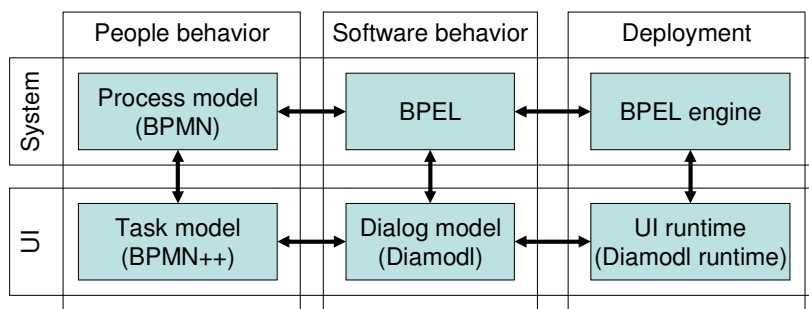 People behavior
Software behavior
Deployment
System
Process model
(BPMN)
BPEL
BPEL engine
UI
Task model
(BPMN++)
Dialog model
(Diamodl)
UI runtime
(Diamodl runtime)